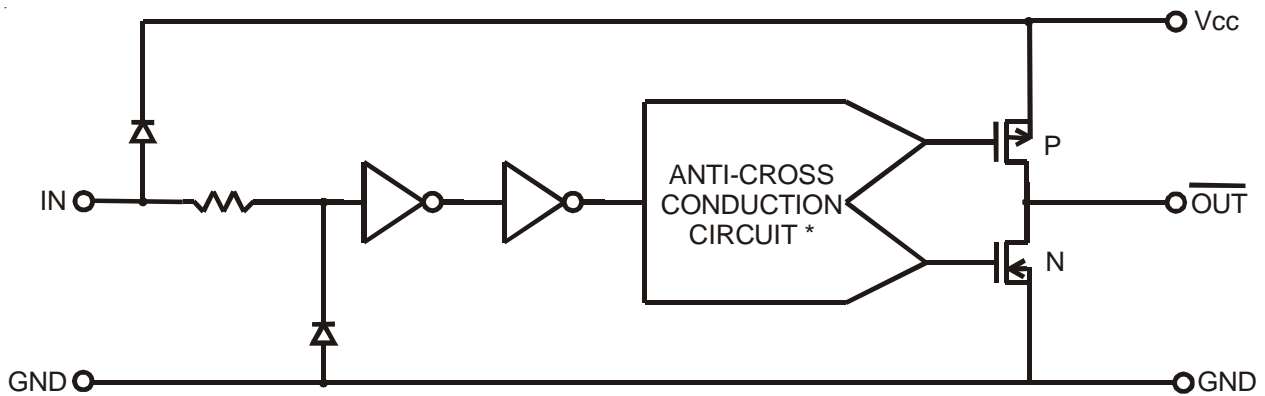 Vcc
P
ANTI-CROSS
CONDUCTION
CIRCUIT *
IN
OUT
N
GND
GND